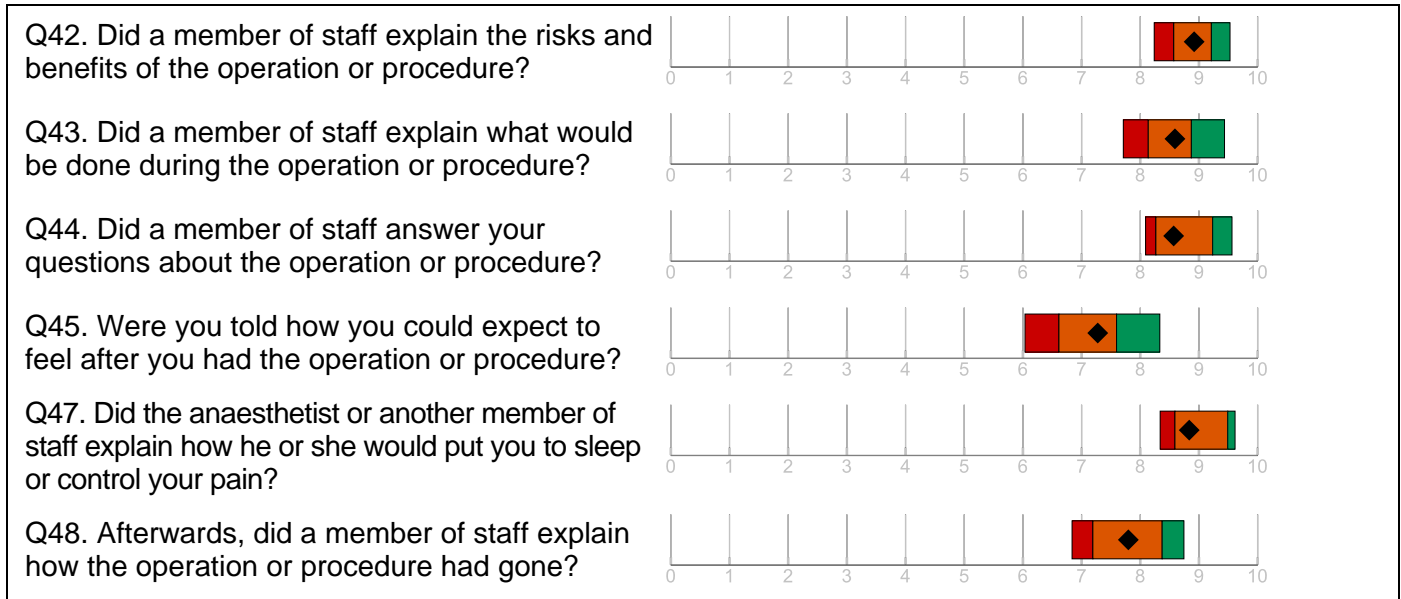 Q42. Did a member of staff explain the risks and
benefits of the operation or procedure?
0 1 2 3 4 5 6 7 8 9 10
Q43. Did a member of staff explain what would
be done during the operation or procedure?
0 1 2 3 4 5 6 7 8 9 10
Q44. Did a member of staff answer your
questions about the operation or procedure?
0 1 2 3 4 5 6 7 8 9 10
Q45. Were you told how you could expect to
feel after you had the operation or procedure?
0 1 2 3 4 5 6 7 8 9 10
Q47. Did the anaesthetist or another member of
staff explain how he or she would put you to sleep
or control your pain?
0 1 2 3 4 5 6 7 8 9 10
Q48. Afterwards, did a member of staff explain
how the operation or procedure had gone?
0 1 2 3 4 5 6 7 8 9 10